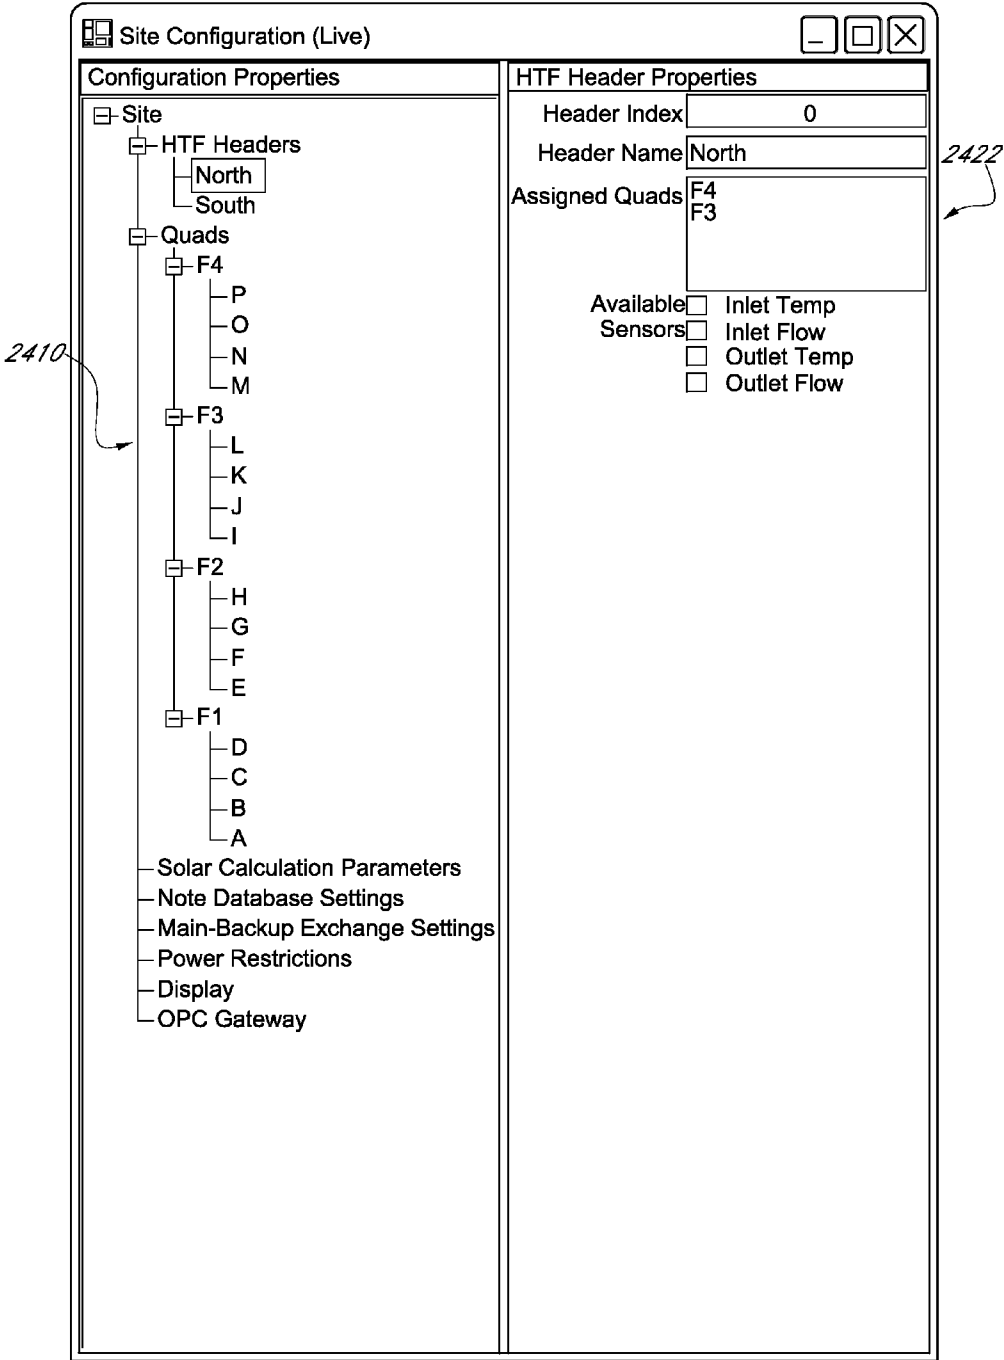 Site Configuration (Live)
Configuration Properties
Site
HTF Headers
North
South
Quads
F4
P
O
N
M
F3
L
K
J
I
F2
H
G
F
E
F1
D
C
B
A
Solar Calculation Parameters
Note Database Settings
Main-Backup Exchange Settings
Power Restrictions
Display
OPC Gateway
2410
HTF Header Properties
Header Index 0
Header Name North
Assigned Quads F4
F3
Available Inlet Temp
Sensors Inlet Flow
Outlet Temp
Outlet Flow
2422